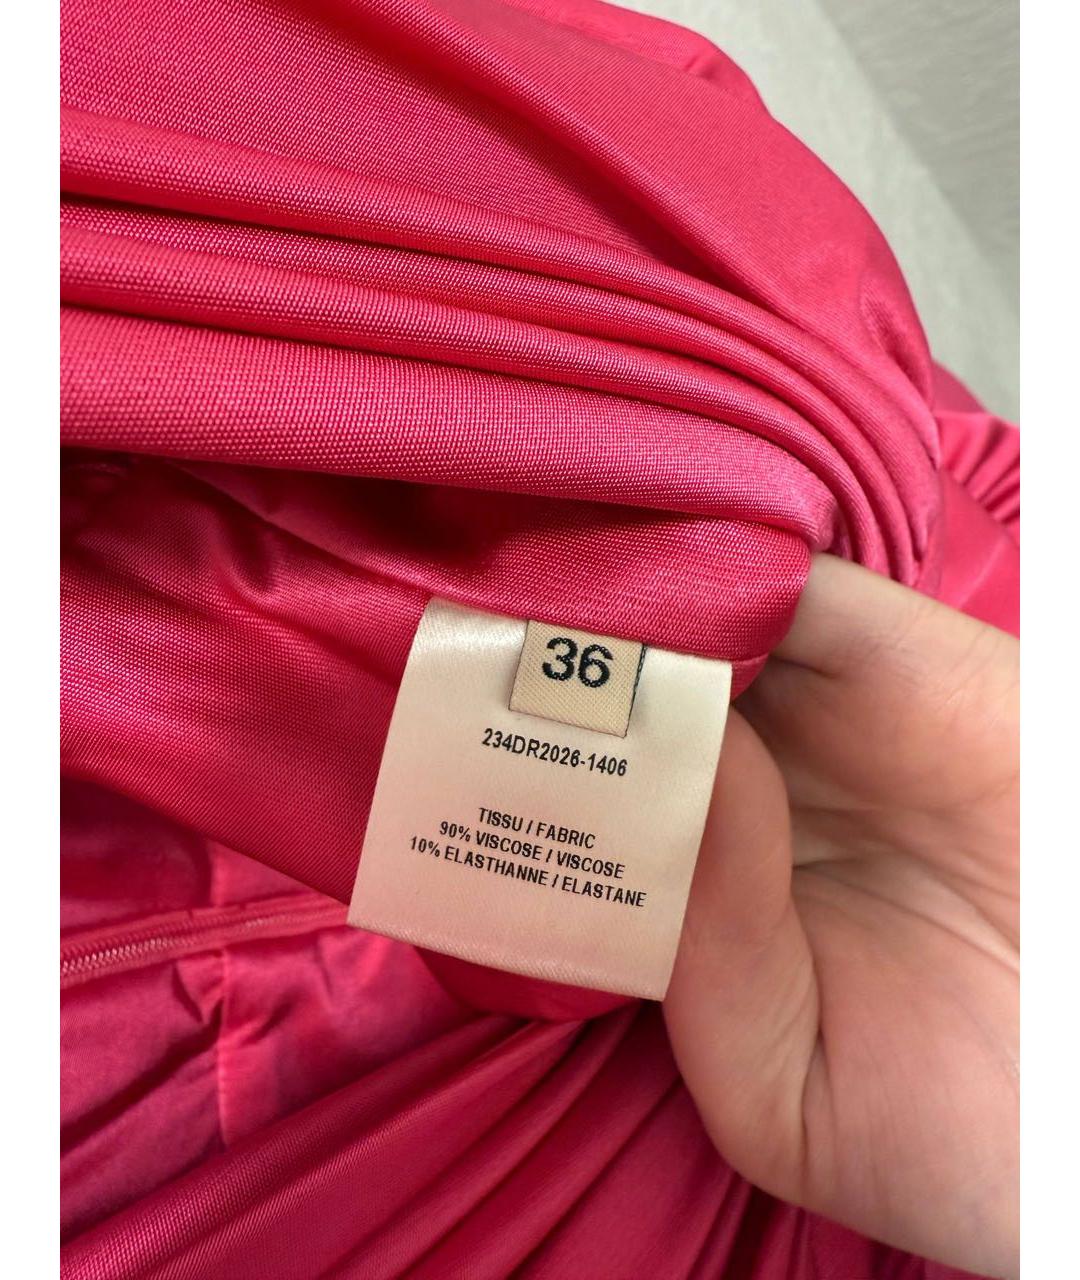 36
234DR2026-1406
TISSU / FABRIC
90% VISCOSE / VISCOSE
10% ELASTHANNE / ELASTANE